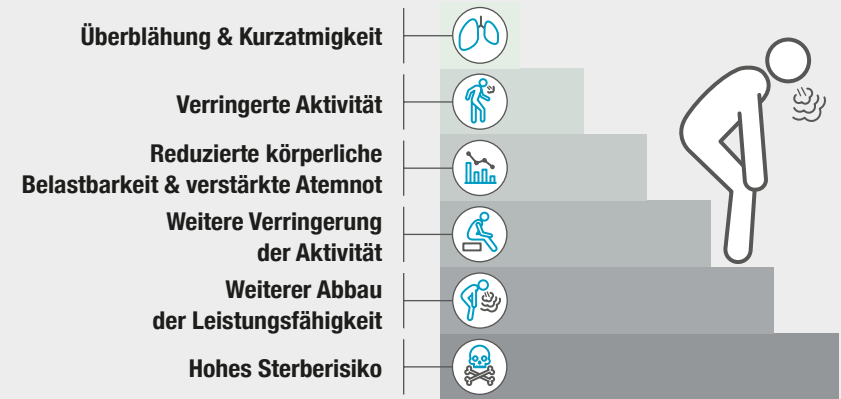 Überblähung & Kurzatmigkeit
Verringerte Aktivität
Reduzierte körperliche
Belastbarkeit & verstärkte Atemnot
Weitere Verringerung
der Aktivität
Weiterer Abbau
der Leistungsfähigkeit
Hohes Sterberisiko